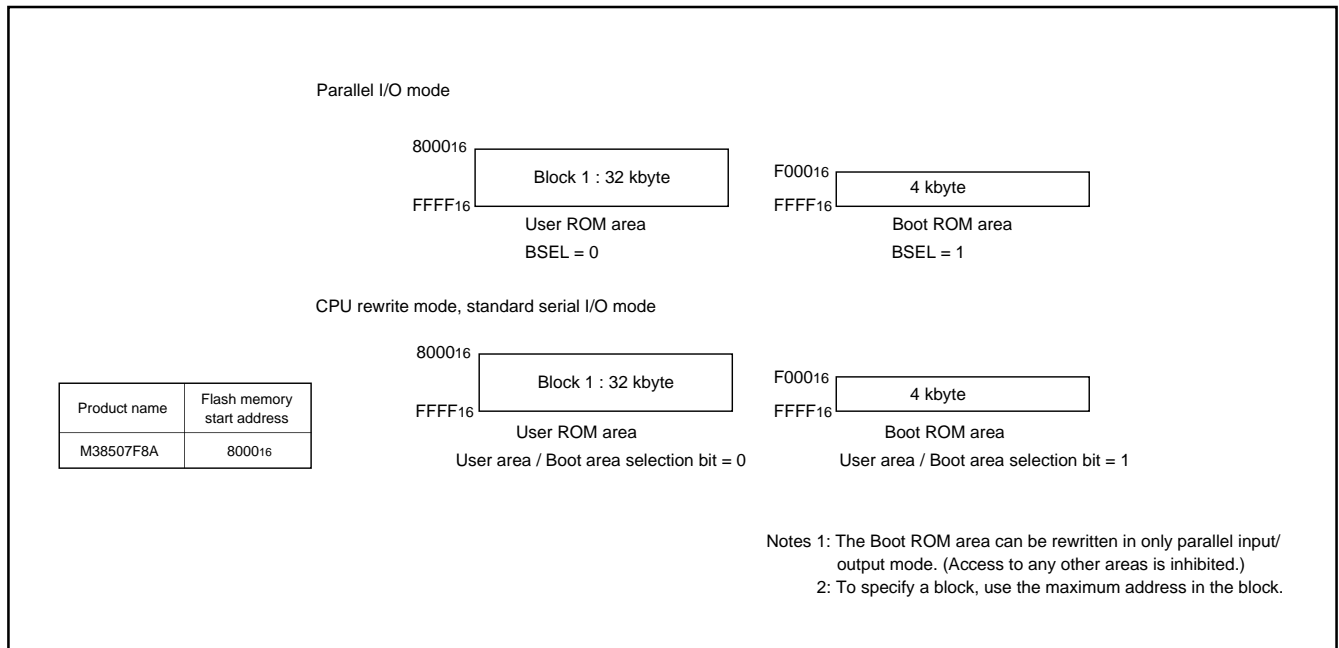 Parallel I/O mode
800016
Block 1 : 32 kbyte
FFFF16
User ROM area
BSEL = 0
F00016
4 kbyte
FFFF16
Boot ROM area
BSEL = 1
CPU rewrite mode, standard serial I/O mode
800016
Block 1 : 32 kbyte
FFFF16
User ROM area
User area / Boot area selection bit = 0
F00016
4 kbyte
FFFF16
Boot ROM area
User area / Boot area selection bit = 1
Product name
Flash memory
start address
M38507F8A
800016
Notes 1: The Boot ROM area can be rewritten in only parallel input/
output mode. (Access to any other areas is inhibited.)
2: To specify a block, use the maximum address in the block.